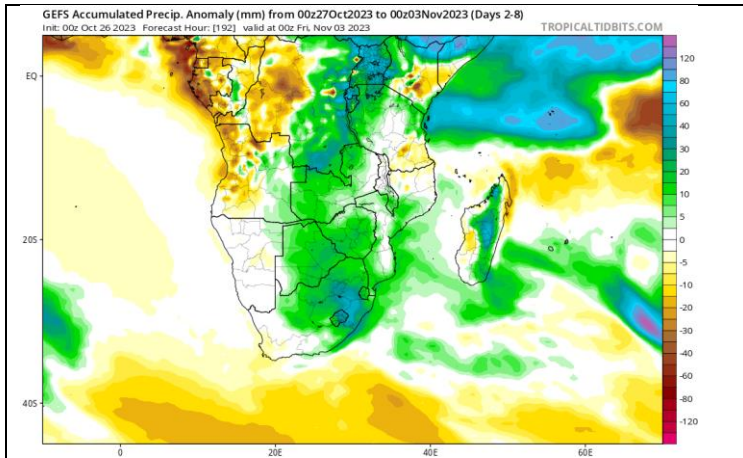 GEFS Accumulated Precip. Anomaly (mm) from 00z27Oct2023 to 00z03Nov2023 (Days 2-8)
Init: 00z Oct 26 2023 Forecast Hour: [192] valid at 00z Fri, Nov 03 2023 TROPICALTIDBITS.COM
EQ
20S
40S
0
20E
40E
60E
120
80
60
40
30
20
10
5
0
-5
-10
-20
-30
-40
-60
-80
-120